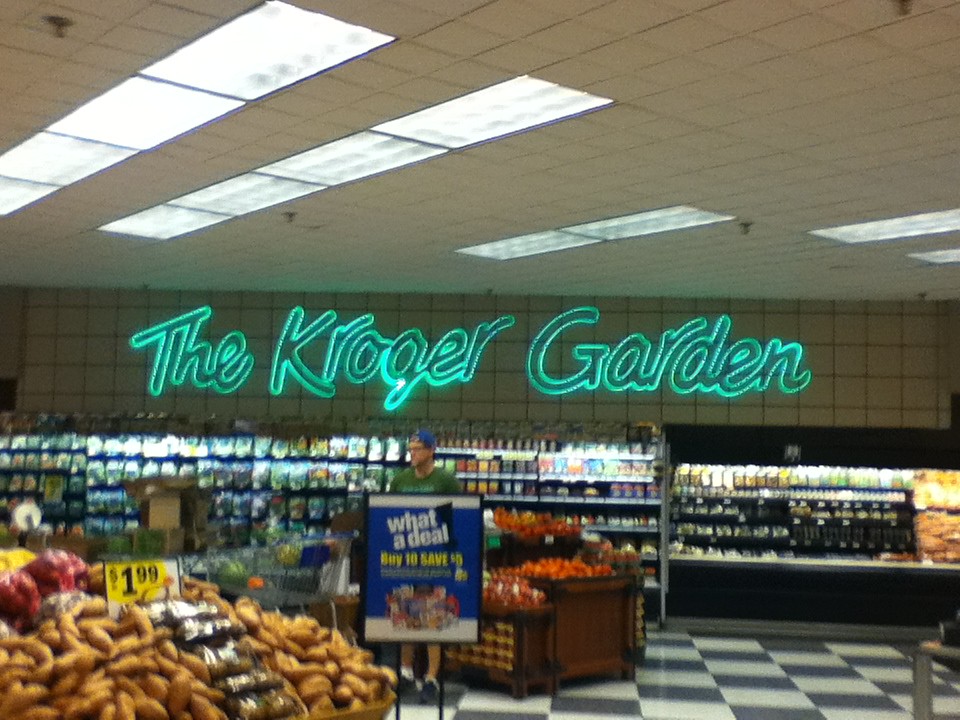 The Kroger Garden
what
a deal
Buy 10 SAVE $5
$1.99